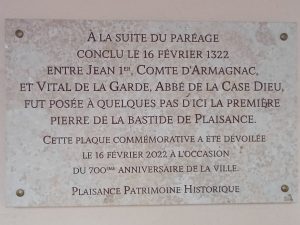 À LA SUITE DU PARÉAGE
CONCLU LE 16 FÉVRIER 1322
ENTRE JEAN 1ER, COMTE D'ARMAGNAC,
ET VITAL DE LA GARDE, ABBÉ DE LA CASE DIEU,
FUT POSÉE À QUELQUES PAS D'ICI LA PREMIÈRE
PIERRE DE LA BASTIDE DE PLAISANCE.
CETTE PLAQUE COMMÉMORATIVE A ÉTÉ DÉVOILÉE
LE 16 FÉVRIER 2022 À L'OCCASION
DU 700ÈME ANNIVERSAIRE DE LA VILLE.
PLAISANCE PATRIMOINE HISTORIQUE